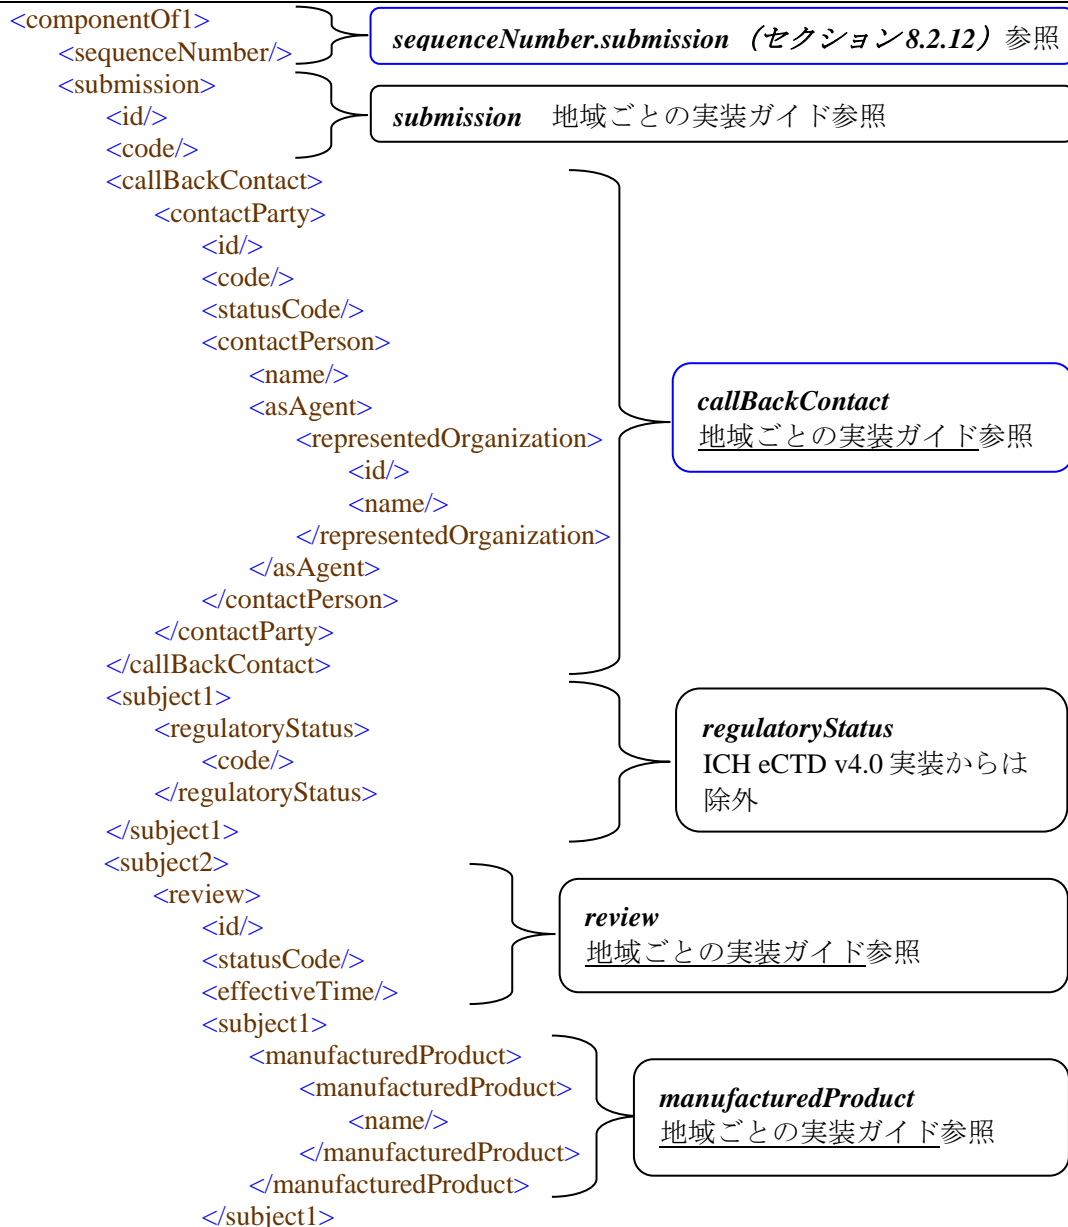 <componentOf1>
<sequenceNumber/>
sequenceNumber.submission（セクション 8.2.12）参照
<submission>
<id/>
<code/>
submission　地域ごとの実装ガイド参照
<callBackContact>
<contactParty>
<id/>
<code/>
<statusCode/>
<contactPerson>
<name/>
<asAgent>
<representedOrganization>
<id/>
<name/>
</representedOrganization>
</asAgent>
</contactPerson>
</contactParty>
</callBackContact>
callBackContact
地域ごとの実装ガイド参照
<subject1>
<regulatoryStatus>
<code/>
</regulatoryStatus>
</subject1>
regulatoryStatus
ICH eCTD v4.0 実装からは
除外
<subject2>
<review>
<id/>
<statusCode/>
<effectiveTime/>
review
地域ごとの実装ガイド参照
<subject1>
<manufacturedProduct>
<manufacturedProduct>
<name/>
</manufacturedProduct>
</manufacturedProduct>
manufacturedProduct
地域ごとの実装ガイド参照
</subject1>